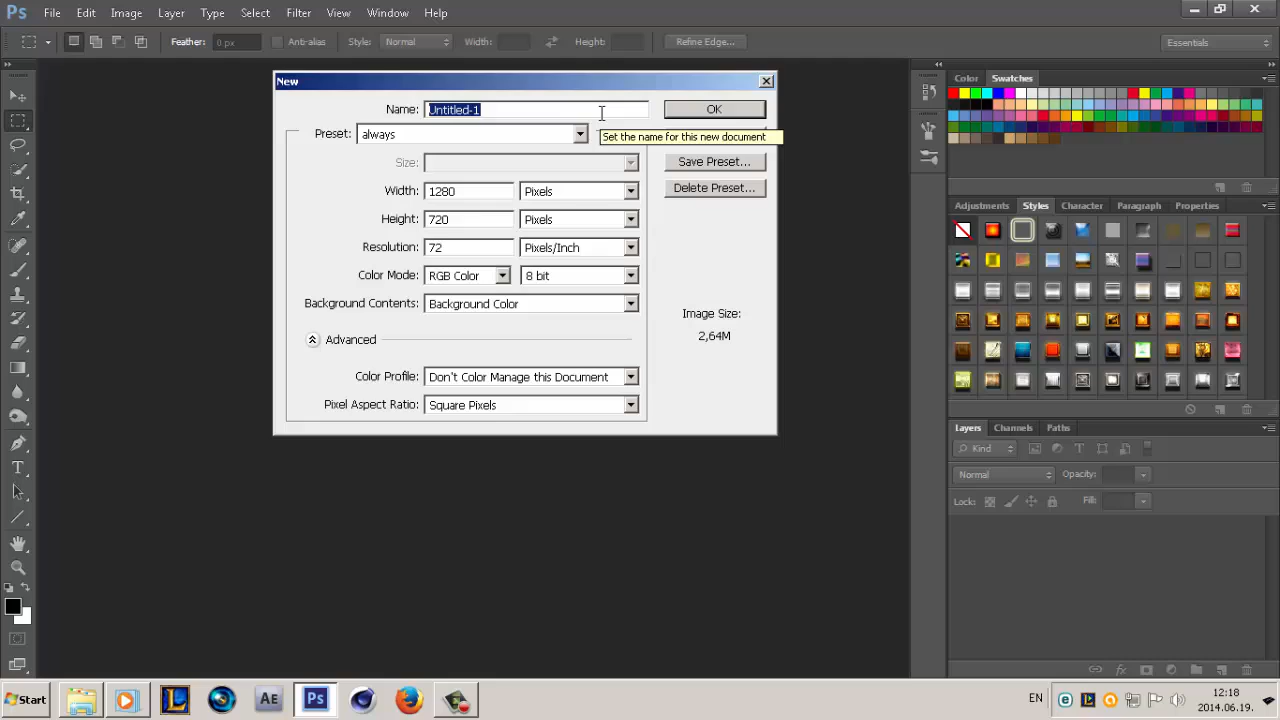 Ps File Edit Image Layer Type Select Filter View Window Help
Feather: 0 px Anti-alias Style: Normal Width: Height: Refine Edge... Essentials
New
Name: Untitled-1 OK
Preset: always
Set the name for this new document
Size: Save Preset...
Width: 1280 Pixels Delete Preset...
Height: 720 Pixels
Resolution: 72 Pixels/Inch
Color Mode: RGB Color 8 bit
Background Contents: Background Color
Image Size:
2,64M
Advanced
Color Profile: Don't Color Manage this Document
Pixel Aspect Ratio: Square Pixels
Color Swatches
Adjustments Styles Character Paragraph Properties
Layers Channels Paths
Kind
Normal Opacity:
Lock: Fill:
Start AE Ps EN 12:18
2014.06.19.